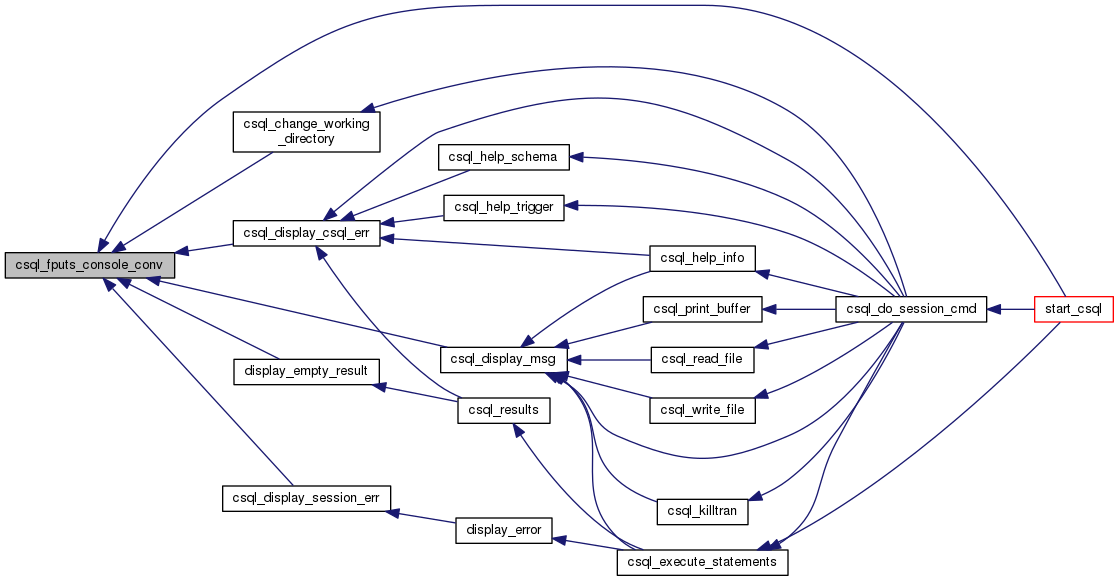 csql_change_working
_directory
csql_help_schema
csql_help_trigger
csql_display_csql_err
csql_fputs_console_conv
csql_help_info
csql_print_buffer
csql_do_session_cmd
start_csql
csql_display_msg
csql_read_file
display_empty_result
csql_results
csql_write_file
csql_display_session_err
csql_killtran
display_error
csql_execute_statements